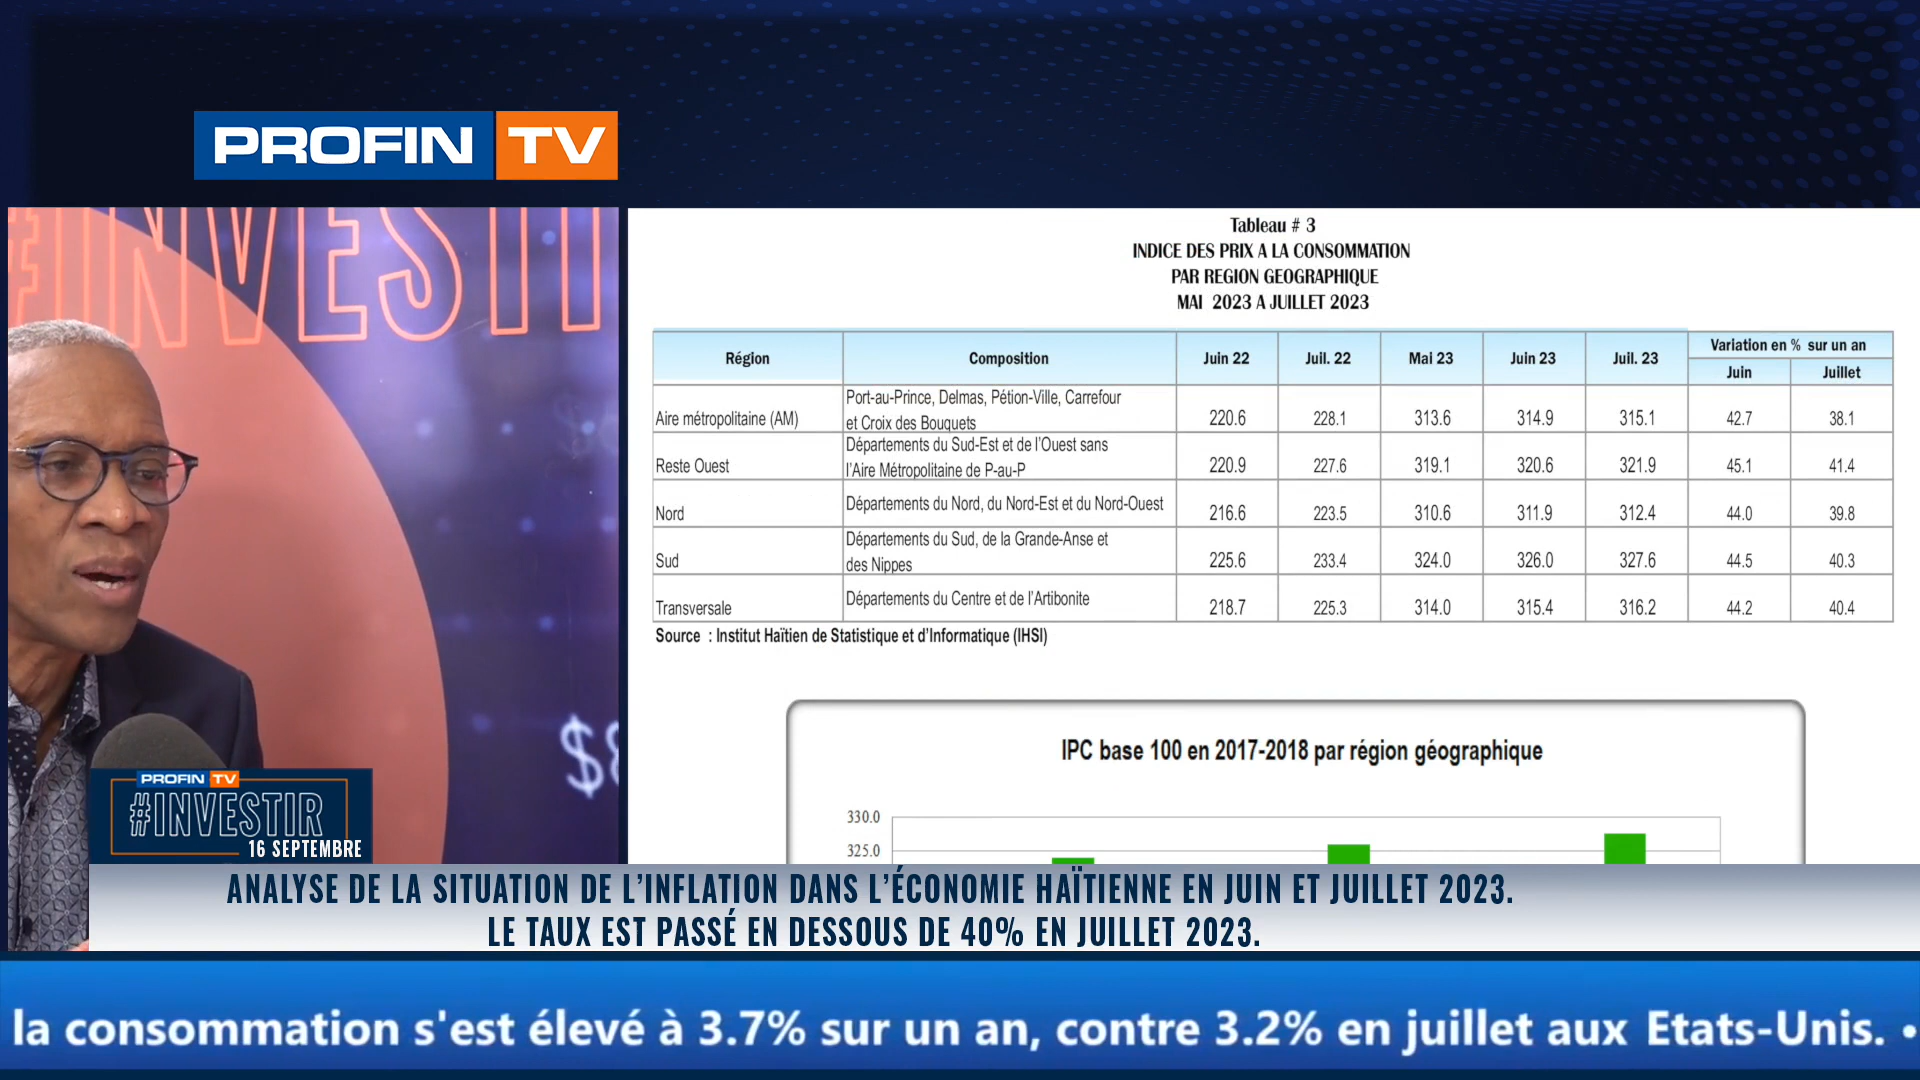 PROFIN TV
#INVESTIR
Tableau # 3
INDICE DES PRIX A LA CONSOMMATION
PAR REGION GEOGRAPHIQUE
MAI 2023 A JUILLET 2023
Région Composition Juin 22 Juil. 22 Mai 23 Juin 23 Juil. 23 Variation en % sur un an
Juin Juillet
Port-au-Prince, Delmas, Pétion-Ville, Carrefour
Aire métropolitaine (AM) et Croix des Bouquets 220.6 228.1 313.6 314.9 315.1 42.7 38.1
Départements du Sud-Est et de l'Ouest sans
Reste Ouest l'Aire Métropolitaine de P-au-P 220.9 227.6 319.1 320.6 321.9 45.1 41.4
Nord Départements du Nord, du Nord-Est et du Nord-Ouest 216.6 223.5 310.6 311.9 312.4 44.0 39.8
Départements du Sud, de la Grande-Anse et
Sud des Nippes 225.6 233.4 324.0 326.0 327.6 44.5 40.3
Transversale Départements du Centre et de l'Artibonite 218.7 225.3 314.0 315.4 316.2 44.2 40.4
Source : Institut Haïtien de Statistique et d'Informatique (IHSI)
IPC base 100 en 2017-2018 par région géographique
330.0
325.0
PROFIN TV
#INVESTIR
16 SEPTEMBRE
ANALYSE DE LA SITUATION DE L'INFLATION DANS L'ÉCONOMIE HAÏTIENNE EN JUIN ET JUILLET 2023.
LE TAUX EST PASSÉ EN DESSOUS DE 40% EN JUILLET 2023.
la consommation s'est élevé à 3.7% sur un an, contre 3.2% en juillet aux Etats-Unis. •